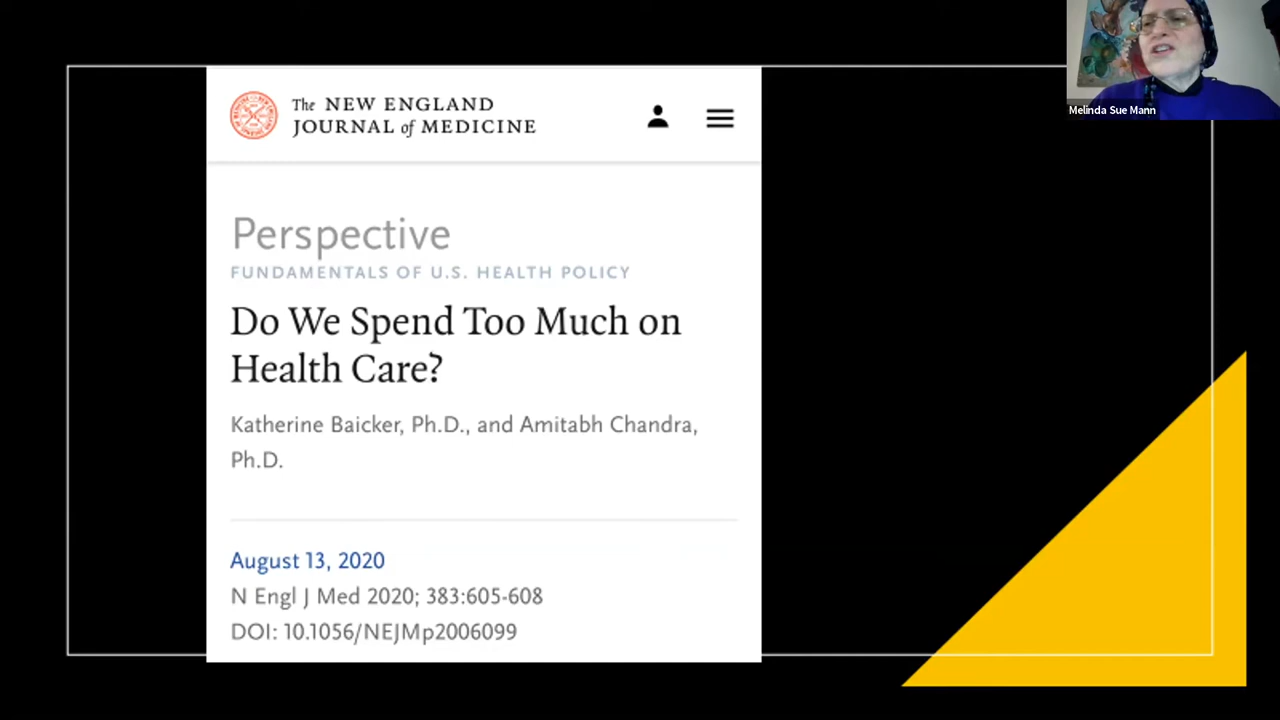 The NEW ENGLAND
JOURNAL of MEDICINE
Perspective
FUNDAMENTALS OF U.S. HEALTH POLICY
Do We Spend Too Much on
Health Care?
Katherine Baicker, Ph.D., and Amitabh Chandra,
Ph.D.
August 13, 2020
N Engl J Med 2020; 383:605-608
DOI: 10.1056/NEJMp2006099
Melinda Sue Mann